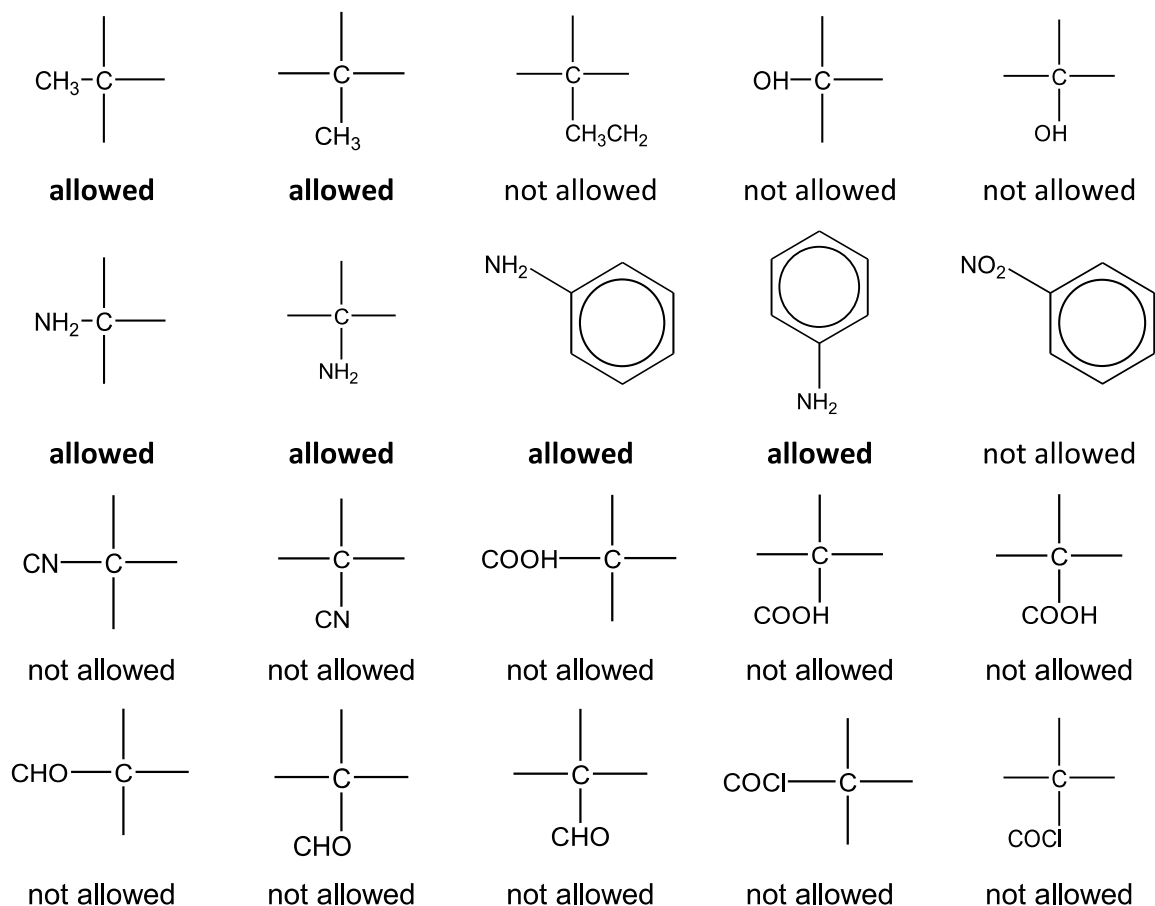 CH₃ C C C OH C C
CH₃ CH₃CH₂ OH
allowed allowed not allowed not allowed not allowed
NH₂ NO₂
NH₂ C C
NH₂ NH₂
allowed allowed allowed allowed not allowed
CN C C COOH C C C
CN COOH COOH
not allowed not allowed not allowed not allowed not allowed
CHO C C C COCl C C
CHO CHO COCl
not allowed not allowed not allowed not allowed not allowed